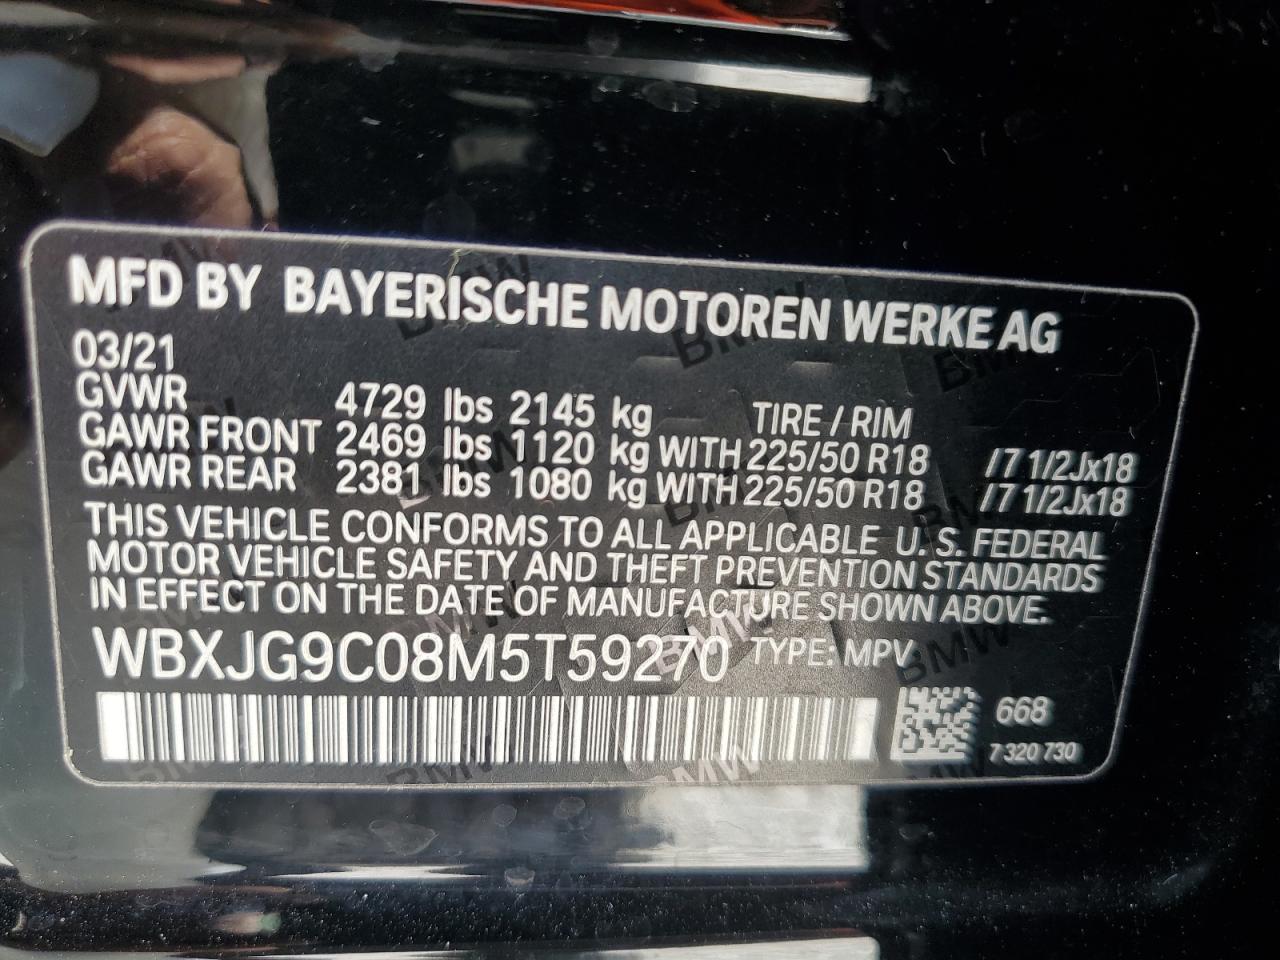 MFD BY BAYERISCHE MOTOREN WERKE AG
03/21
GVWR 4729 lbs 2145 kg TIRE / RIM
GAWR FRONT 2469 lbs 1120 kg WITH 225/50 R18 /7 1/2Jx18
GAWR REAR 2381 lbs 1080 kg WITH 225/50 R18 /7 1/2Jx18
THIS VEHICLE CONFORMS TO ALL APPLICABLE U.S. FEDERAL
MOTOR VEHICLE SAFETY AND THEFT PREVENTION STANDARDS
IN EFFECT ON THE DATE OF MANUFACTURE SHOWN ABOVE.
WBXJG9C08M5T59270 TYPE: MPV
668
7 320 730